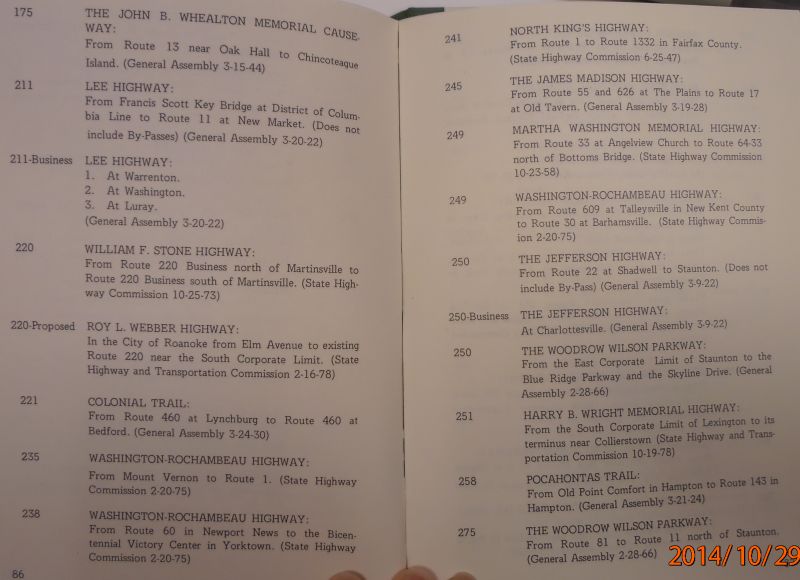 175 THE JOHN B. WHEALTON MEMORIAL CAUSE-
WAY:
From Route 13 near Oak Hall to Chincoteague
Island. (General Assembly 3-15-44)
211 LEE HIGHWAY:
From Francis Scott Key Bridge at District of Colum-
bia Line to Route 11 at New Market. (Does not
include By-Passes) (General Assembly 3-20-22)
211-Business LEE HIGHWAY:
1. At Warrenton.
2. At Washington.
3. At Luray.
(General Assembly 3-20-22)
220 WILLIAM F. STONE HIGHWAY:
From Route 220 Business north of Martinsville to
Route 220 Business south of Martinsville. (State High-
way Commission 10-25-73)
220-Proposed ROY L. WEBBER HIGHWAY:
In the City of Roanoke from Elm Avenue to existing
Route 220 near the South Corporate Limit. (State
Highway and Transportation Commission 2-16-78)
221 COLONIAL TRAIL:
From Route 460 at Lynchburg to Route 460 at
Bedford. (General Assembly 3-24-30)
235 WASHINGTON-ROCHAMBEAU HIGHWAY:
From Mount Vernon to Route 1. (State Highway
Commission 2-20-75)
238 WASHINGTON-ROCHAMBEAU HIGHWAY:
From Route 60 in Newport News to the Bicen-
tennial Victory Center in Yorktown. (State Highway
Commission 2-20-75)
86
241 NORTH KING'S HIGHWAY:
From Route 1 to Route 1332 in Fairfax County.
(State Highway Commission 6-25-47)
245 THE JAMES MADISON HIGHWAY:
From Route 55 and 626 at The Plains to Route 17
at Old Tavern. (General Assembly 3-19-28)
249 MARTHA WASHINGTON MEMORIAL HIGHWAY:
From Route 33 at Angelview Church to Route 64-33
north of Bottoms Bridge. (State Highway Commission
10-23-58)
249 WASHINGTON-ROCHAMBEAU HIGHWAY:
From Route 609 at Talleysville in New Kent County
to Route 30 at Barhamsville. (State Highway Commis-
ion 2-20-75)
250 THE JEFFERSON HIGHWAY:
From Route 22 at Shadwell to Staunton. (Does not
include By-Pass) (General Assembly 3-9-22)
250-Business THE JEFFERSON HIGHWAY:
At Charlottesville. (General Assembly 3-9-22)
250 THE WOODROW WILSON PARKWAY:
From the East Corporate Limit of Staunton to the
Blue Ridge Parkway and the Skyline Drive. (General
Assembly 2-28-66)
251 HARRY B. WRIGHT MEMORIAL HIGHWAY:
From the South Corporate Limit of Lexington to its
terminus near Collierstown (State Highway and Trans-
portation Commission 10-19-78)
258 POCAHONTAS TRAIL:
From Old Point Comfort in Hampton to Route 143 in
Hampton. (General Assembly 3-21-24)
275 THE WOODROW WILSON PARKWAY:
From Route 81 to Route 11 north of Staunton.
(General Assembly 2-28-66)
2014/10/29